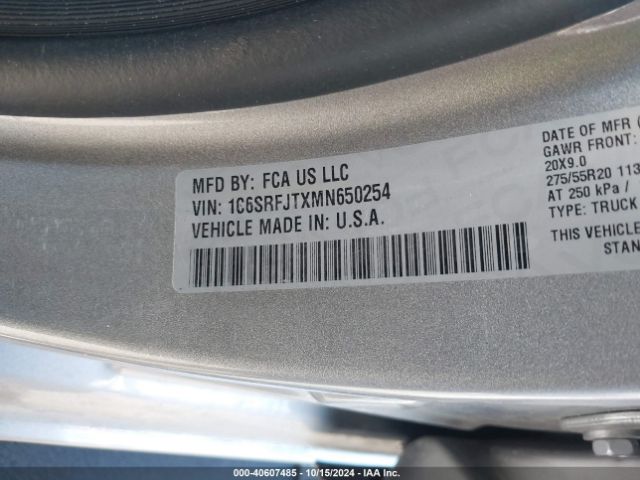 MFD BY: FCA US LLC
VIN: 1C6SRFJTXMN650254
VEHICLE MADE IN: U.S.A.
DATE OF MFR (
GAWR FRONT:
20X9.0
275/55R20 113
AT 250 kPa /
TYPE: TRUCK
THIS VEHICLE
STAN
000-40607485 - 10/15/2024 - IAA Inc.